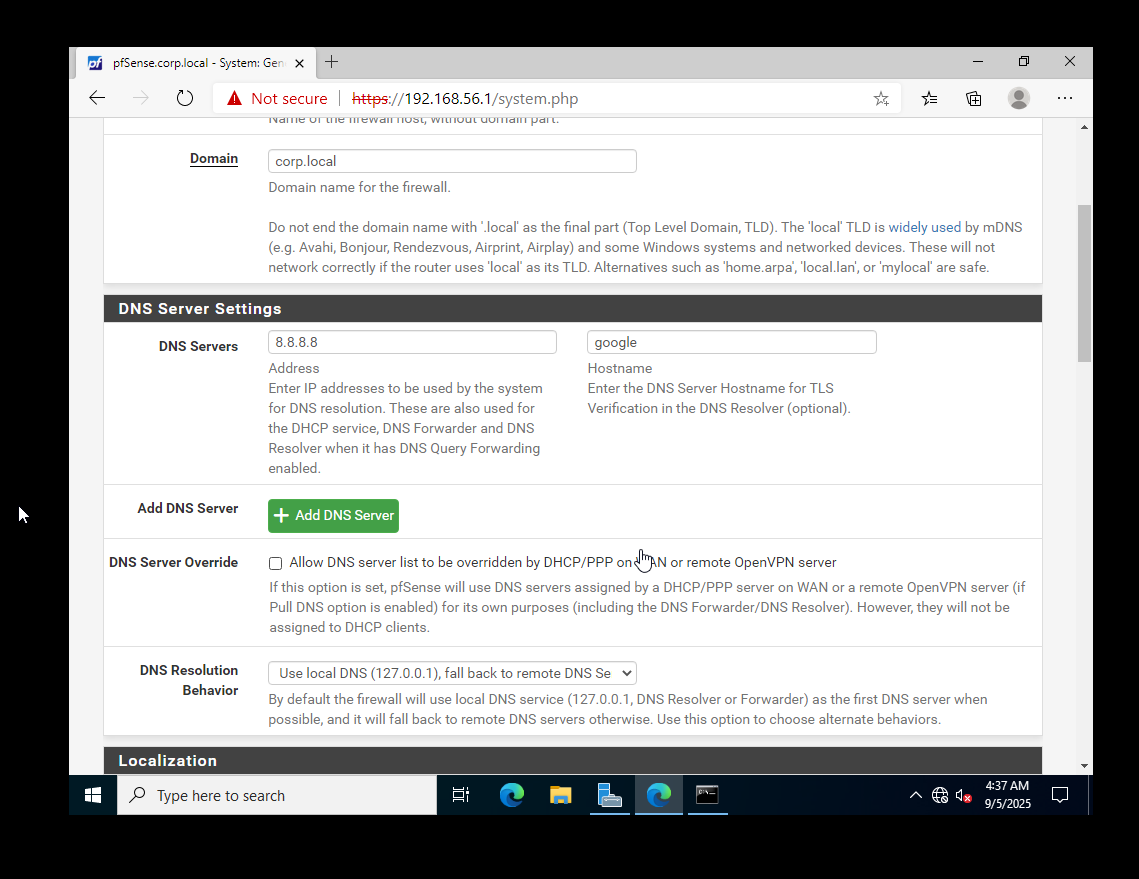 pfSense.corp.local - System: Gen
Not secure
https://192.168.56.1/system.php
Name of the firewall host, without domain part.
Domain
corp.local
Domain name for the firewall.
Do not end the domain name with '.local' as the final part (Top Level Domain, TLD). The 'local' TLD is widely used by mDNS
(e.g. Avahi, Bonjour, Rendezvous, Airprint, Airplay) and some Windows systems and networked devices. These will not
network correctly if the router uses 'local' as its TLD. Alternatives such as 'home.arpa', 'local.lan', or 'mylocal' are safe.
DNS Server Settings
DNS Servers
8.8.8.8
google
Address
Hostname
Enter IP addresses to be used by the system
for DNS resolution. These are also used for
the DHCP service, DNS Forwarder and DNS
Resolver when it has DNS Query Forwarding
enabled.
Enter the DNS Server Hostname for TLS
Verification in the DNS Resolver (optional).
Add DNS Server
Add DNS Server
DNS Server Override
Allow DNS server list to be overridden by DHCP/PPP on WAN or remote OpenVPN server
If this option is set, pfSense will use DNS servers assigned by a DHCP/PPP server on WAN or a remote OpenVPN server (if
Pull DNS option is enabled) for its own purposes (including the DNS Forwarder/DNS Resolver). However, they will not be
assigned to DHCP clients.
DNS Resolution
Behavior
Use local DNS (127.0.0.1), fall back to remote DNS Se
By default the firewall will use local DNS service (127.0.0.1, DNS Resolver or Forwarder) as the first DNS server when
possible, and it will fall back to remote DNS servers otherwise. Use this option to choose alternate behaviors.
Localization
Type here to search
4:37 AM
9/5/2025